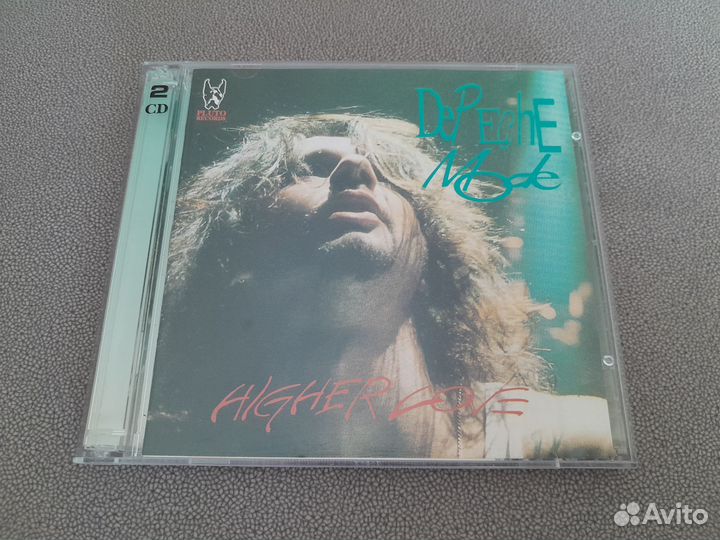 2
CD
PLUTO
RECORDS
DEPECHE
Mode
HIGHER LOVE
Avito